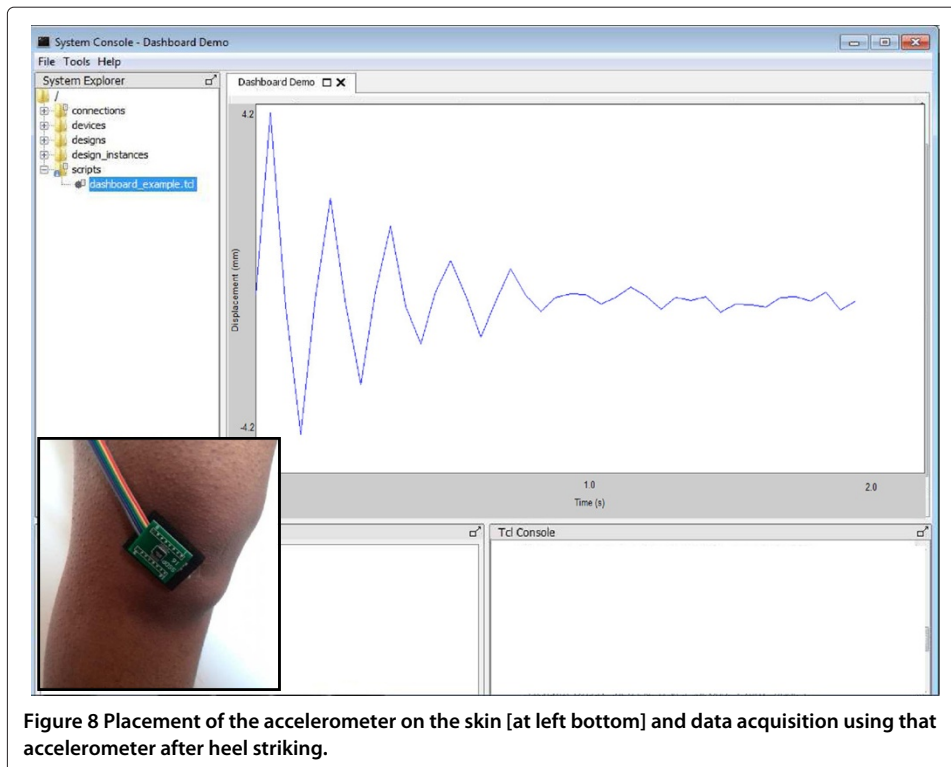 System Console - Dashboard Demo
File Tools Help
System Explorer
/
connections
devices
designs
design_instances
scripts
dashboard_example.tcl
Dashboard Demo
4.2
Displacement (mm)
-4.2
1.0
2.0
Time (s)
Tcl Console
Figure 8 Placement of the accelerometer on the skin [at left bottom] and data acquisition using that
accelerometer after heel striking.